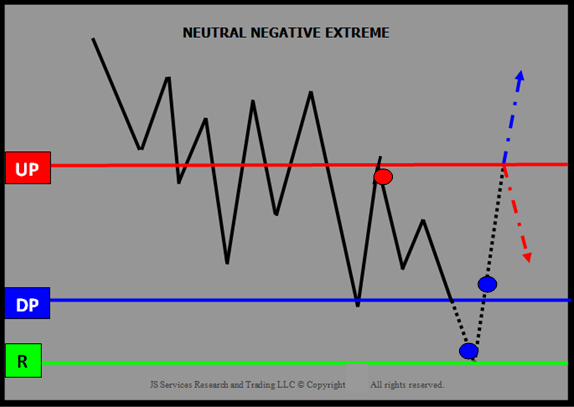 NEUTRAL NEGATIVE EXTREME
UP
DP
R
JS Services Research and Trading LLC © Copyright All rights reserved.